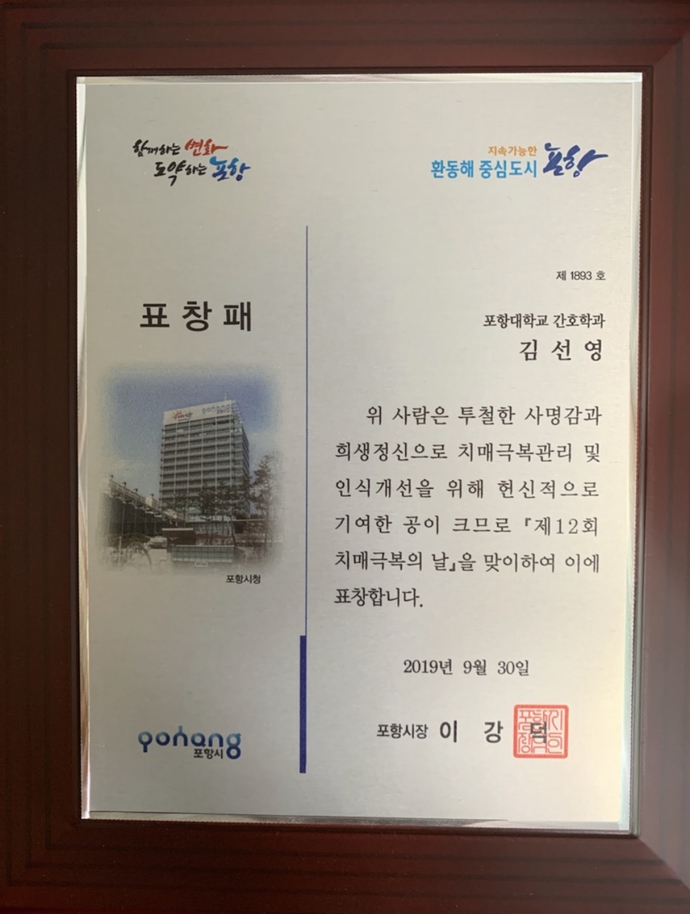 함께하는 변화
도약하는 포항
지속가능한
환동해 중심도시 포항
제 1893 호
표창패
포항대학교 간호학과
김선영
위 사람은 투철한 사명감과
희생정신으로 치매극복관리 및
인식개선을 위해 헌신적으로
기여한 공이 크므로 『제12회
치매극복의 날』을 맞이하여 이에
표창합니다.
포항시청
2019년 9월 30일
포항시장 이강덕
pohang
포항시